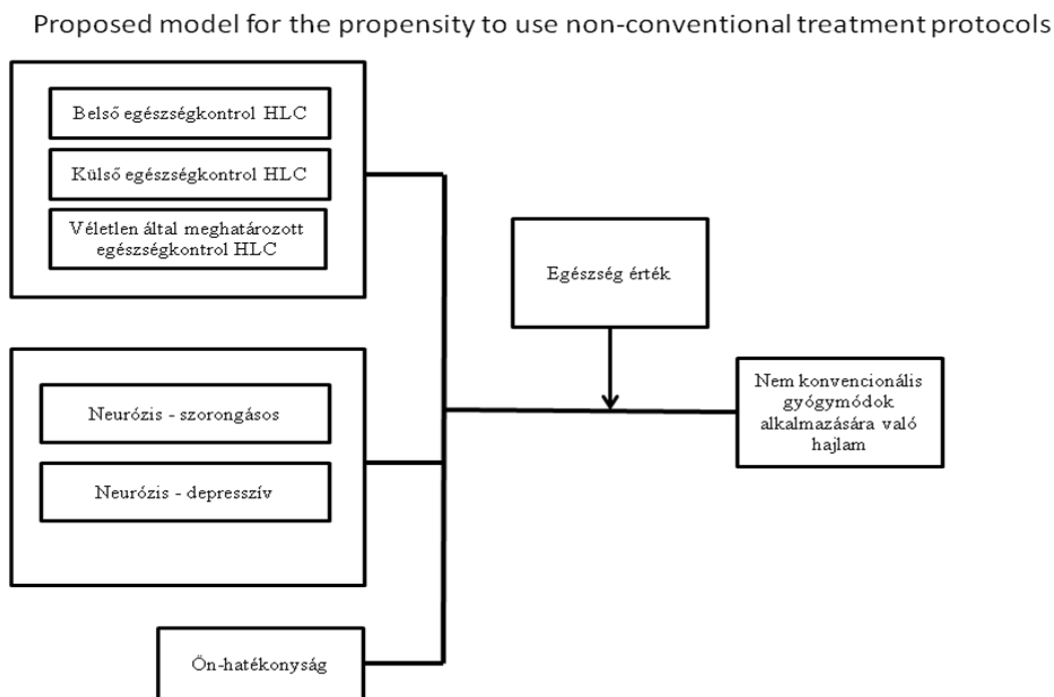 Proposed model for the propensity to use non-conventional treatment protocols
Belső egészségkontrol HLC
Külső egészségkontrol HLC
Véletlen által meghatározott
egészségkontrol HLC
Neurózis - szorongásos
Neurózis - depresszív
Ön-hatékonyság
Egészség érték
Nem konvencionális
gyógymódok
alkalmazására való
hajlam